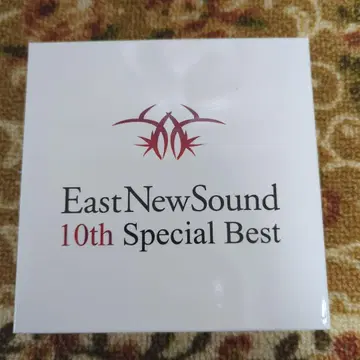 EastNewSound
10th Special Best